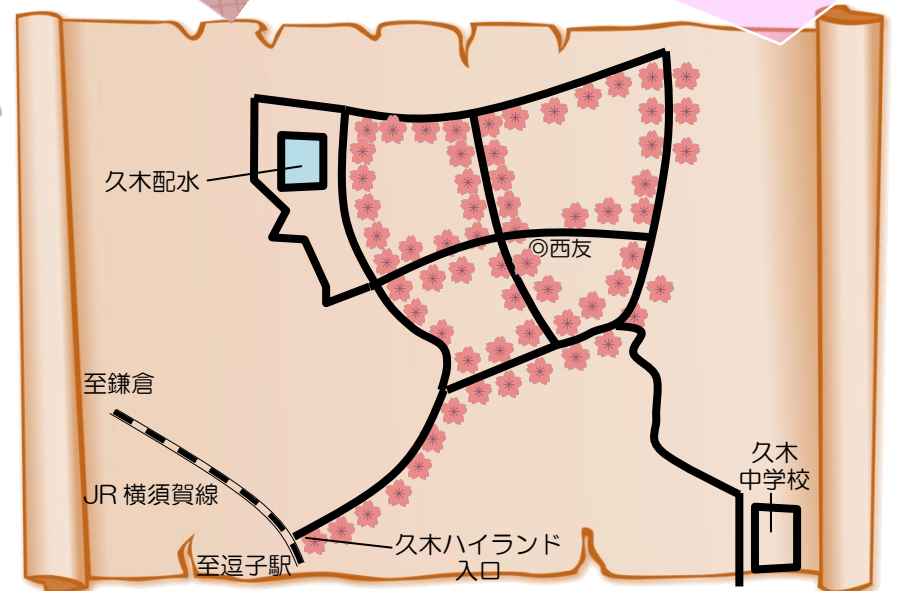 久木配水
◎西友
至鎌倉
JR 横須賀線
久木
中学校
久木ハイランド
入口
至逗子駅